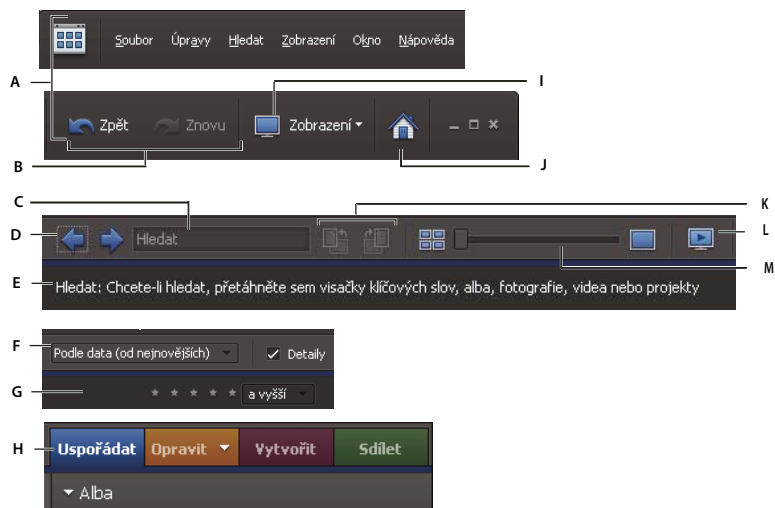 Soubor Úpravy Hledat Zobrazení Okno Nápověda
A
I
Zpět Znovu Zobrazení
B
J
C
K
D
Hledat
L
M
E
Hledat: Chcete-li hledat, přetáhněte sem visačky klíčových slov, alba, fotografie, videa nebo projekty
F
Podle data (od nejnovějších) Detaily
G
a vyšší
H
Uspořádat Opravit Vytvořit Sdílet
Alba